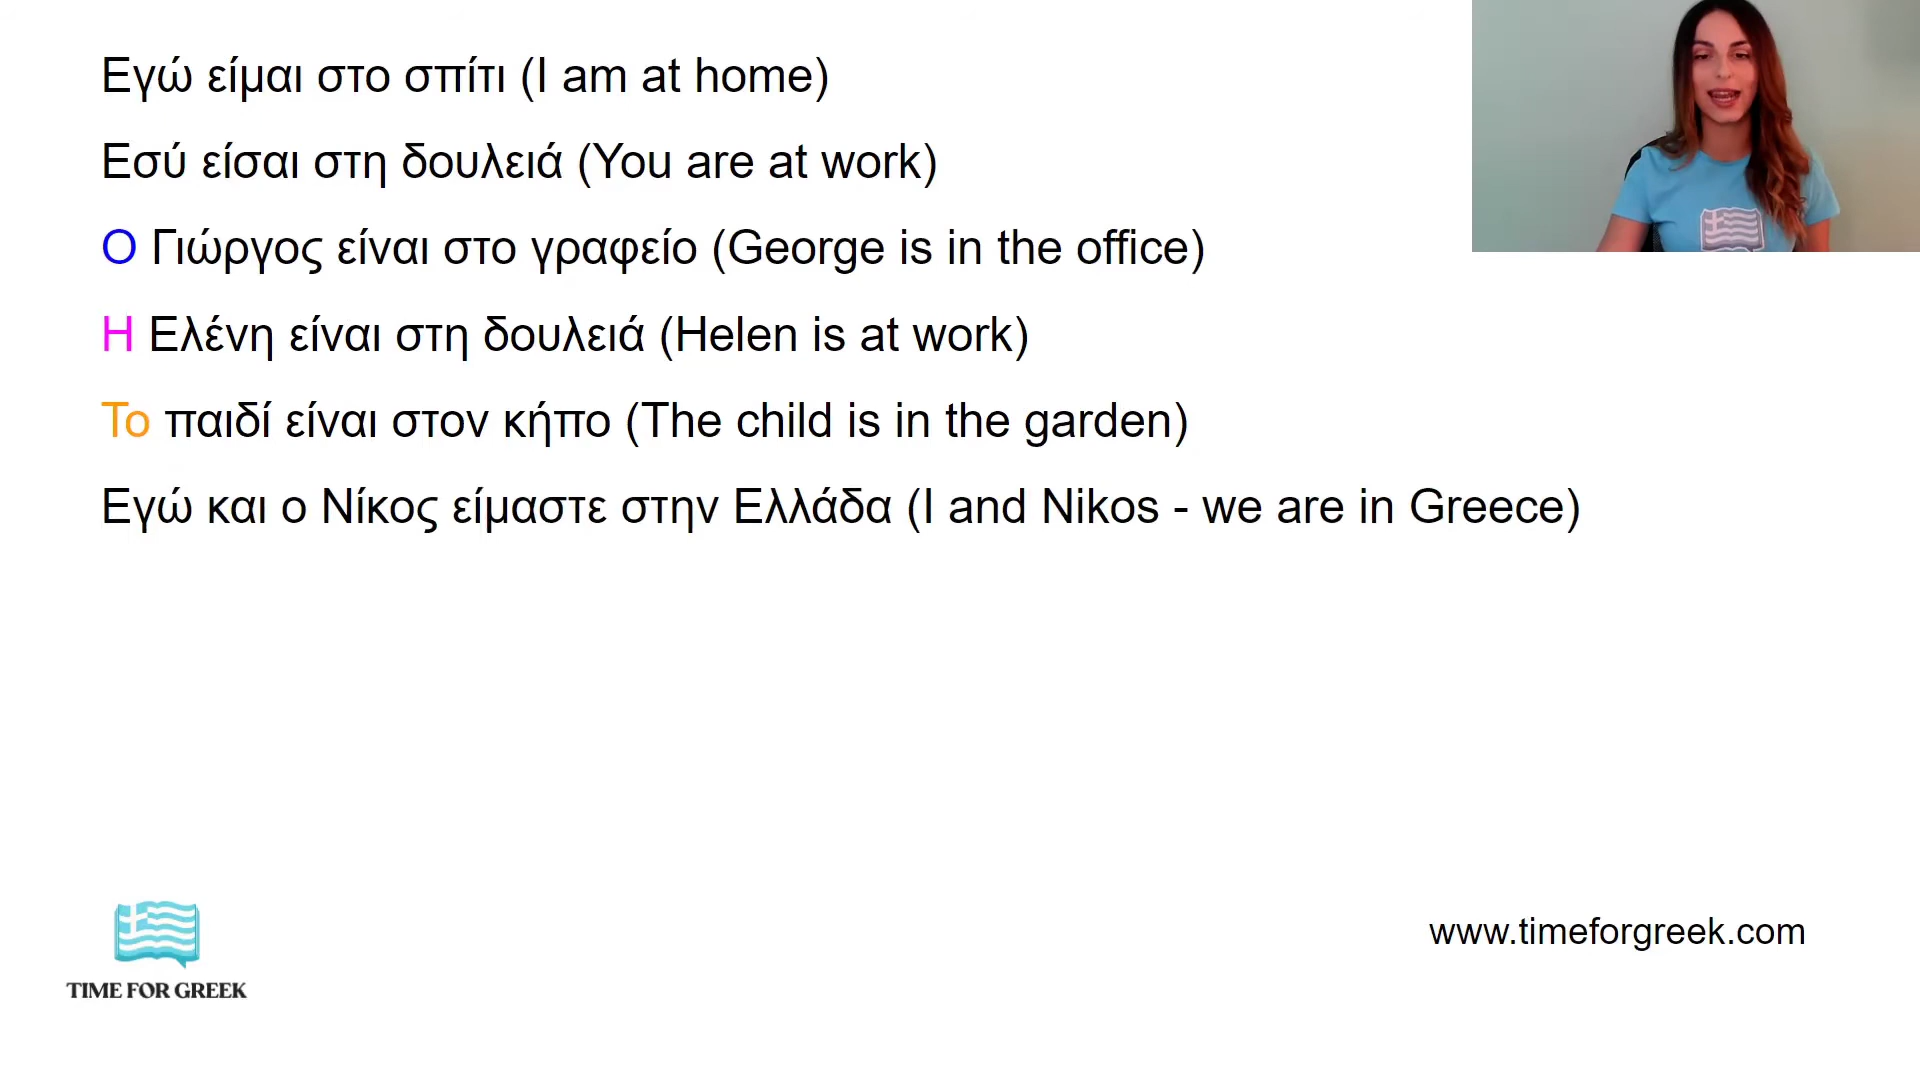 Εγώ είμαι στο σπίτι (I am at home)
Εσύ είσαι στη δουλειά (You are at work)
Ο Γιώργος είναι στο γραφείο (George is in the office)
Η Ελένη είναι στη δουλειά (Helen is at work)
Το παιδί είναι στον κήπο (The child is in the garden)
Εγώ και ο Νίκος είμαστε στην Ελλάδα (I and Nikos - we are in Greece)
www.timeforgreek.com
TIME FOR GREEK